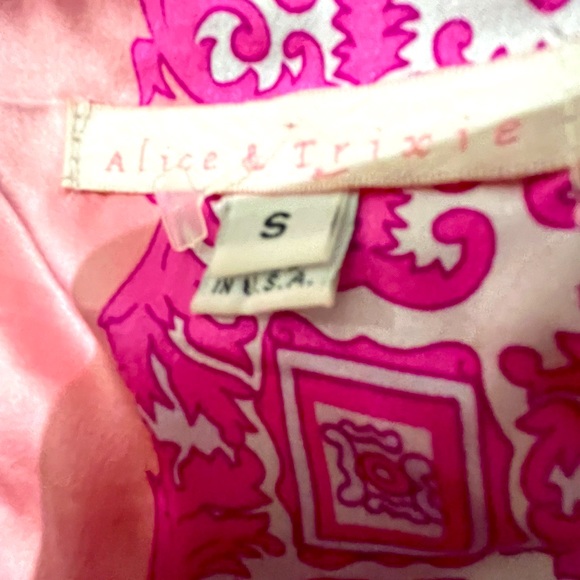 Alice & Trixie
S
IN U.S.A.